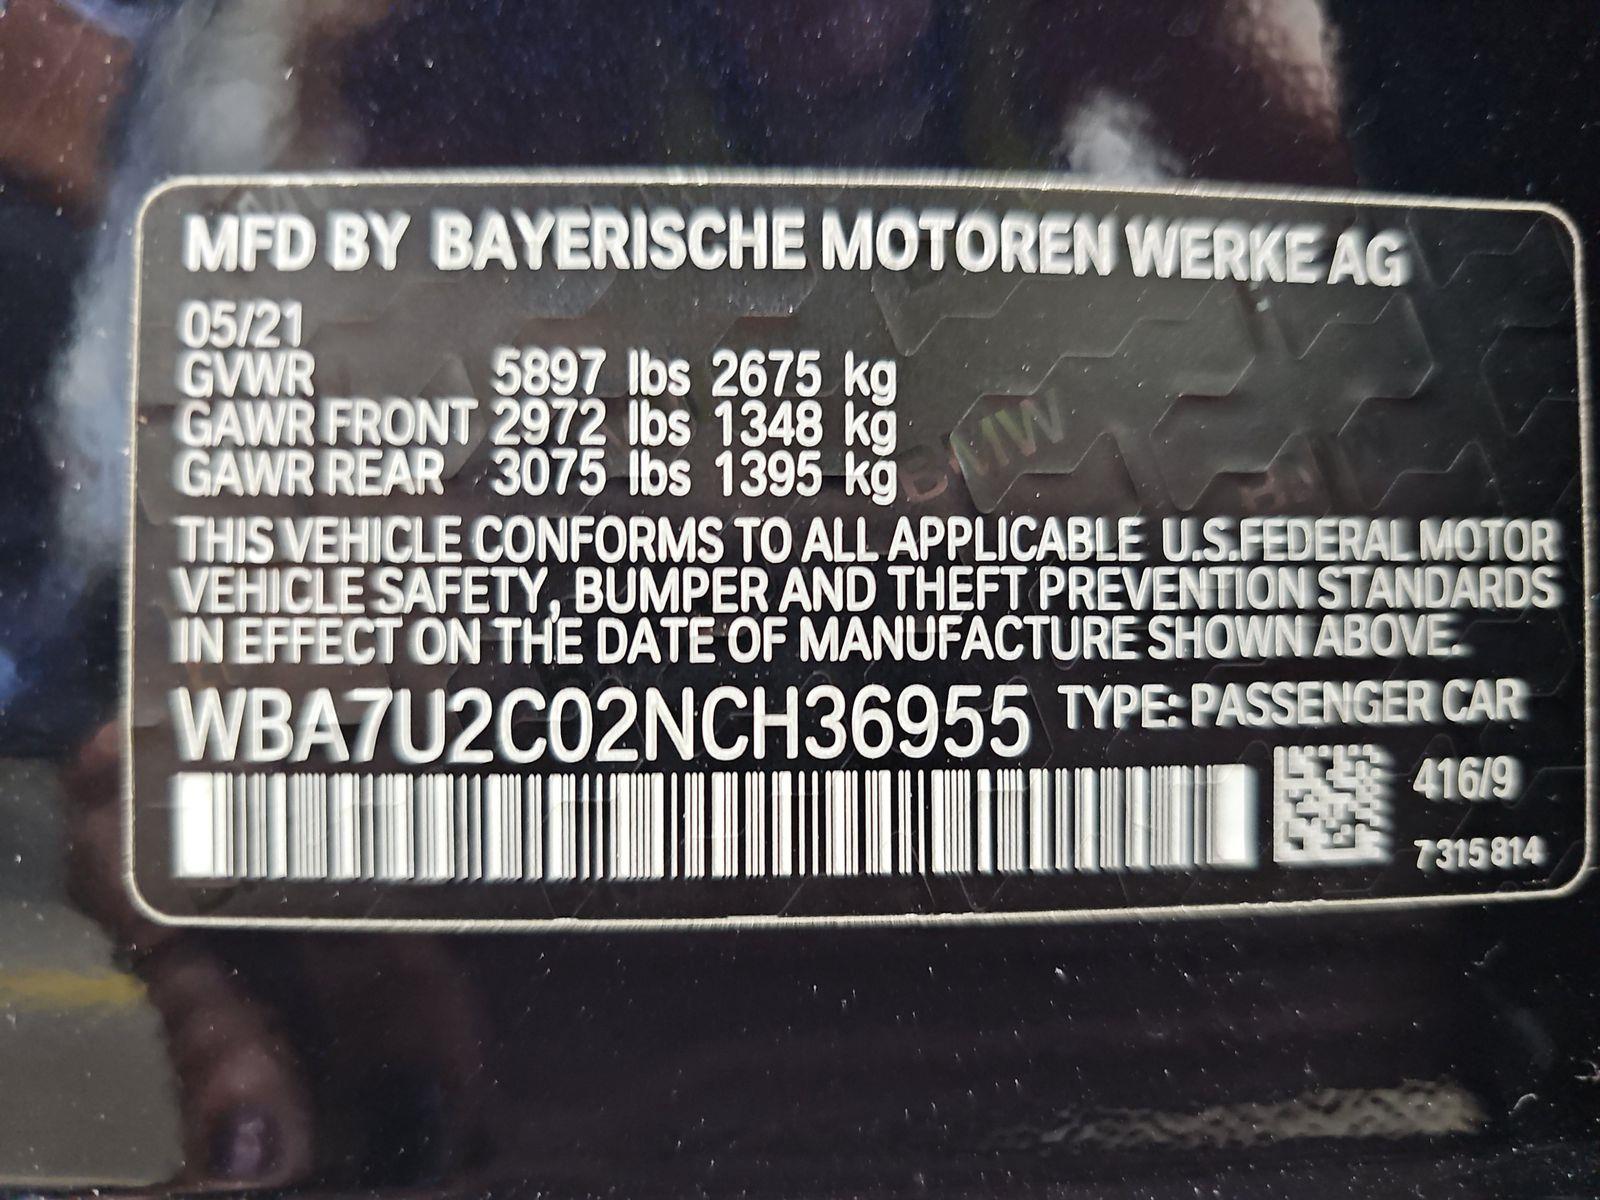 MFD BY BAYERISCHE MOTOREN WERKE AG
05/21
GVWR 5897 lbs 2675 kg
GAWR FRONT 2972 lbs 1348 kg
GAWR REAR 3075 lbs 1395 kg
THIS VEHICLE CONFORMS TO ALL APPLICABLE U.S.FEDERAL MOTOR
VEHICLE SAFETY, BUMPER AND THEFT PREVENTION STANDARDS
IN EFFECT ON THE DATE OF MANUFACTURE SHOWN ABOVE.
WBA7U2C02NCH36955 TYPE: PASSENGER CAR
416/9
7315814
BMW